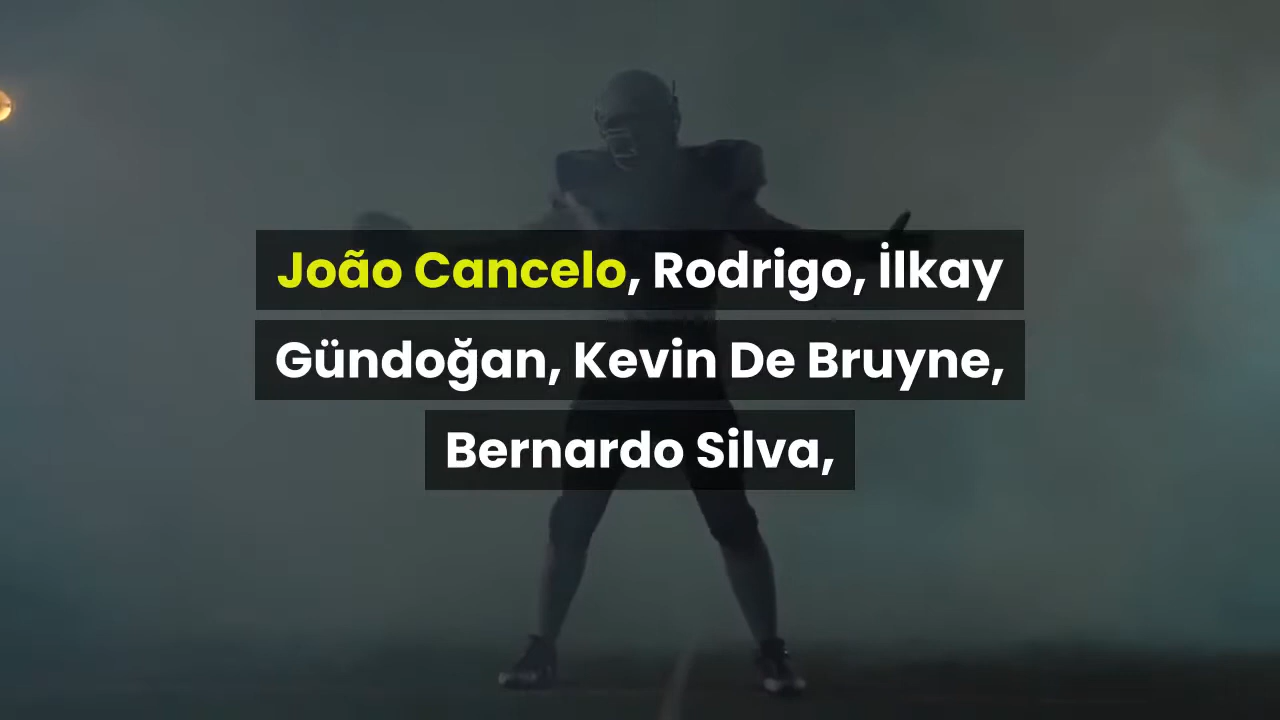 João Cancelo, Rodrigo, İlkay
Gündoğan, Kevin De Bruyne,
Bernardo Silva,